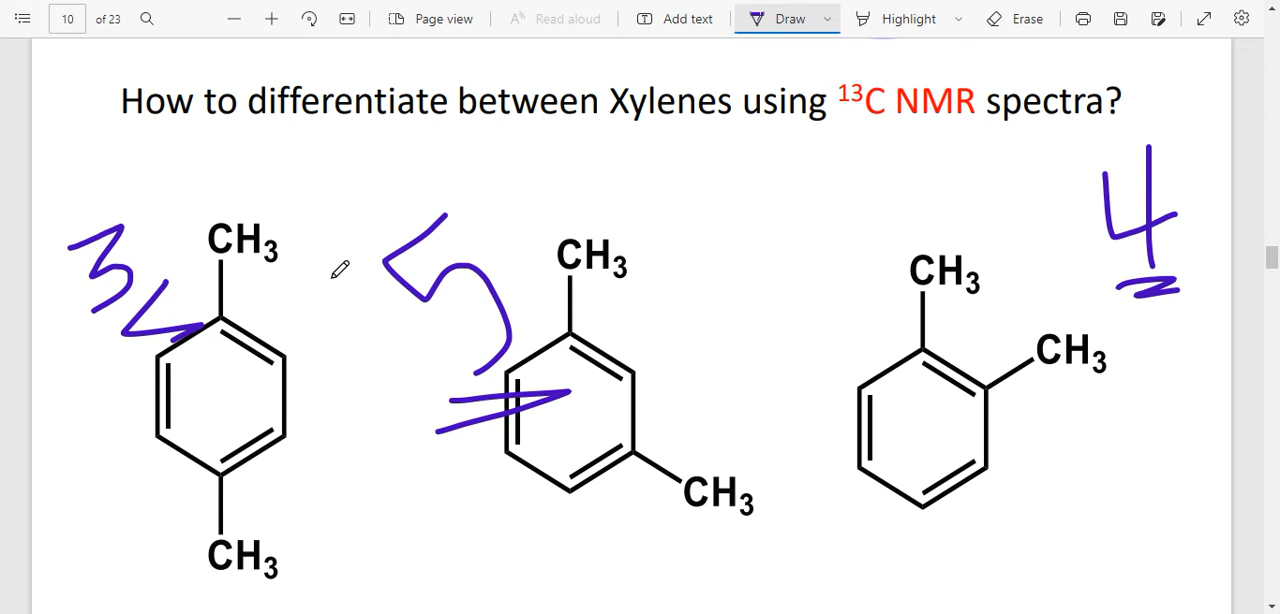 10 of 23 Page view Read aloud Add text Draw Highlight Erase
How to differentiate between Xylenes using ¹³C NMR spectra?
4
3 CH₃ 5 CH₃ CH₃
CH₃
CH₃
CH₃